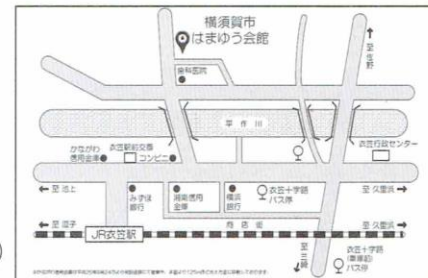 横須賀市
はまゆう会館
至 佐野
歯科医院
平作川
かながわ
信用金庫
衣笠駅前交番
コンビニ
衣笠行政センター
至 池上
みずほ
銀行
湘南信用
金庫
横浜
銀行
衣笠十字路
バス停
至 久里浜
至 逗子
商店街
至 久里浜
JR衣笠駅
至 三崎
衣笠十字路
バス停